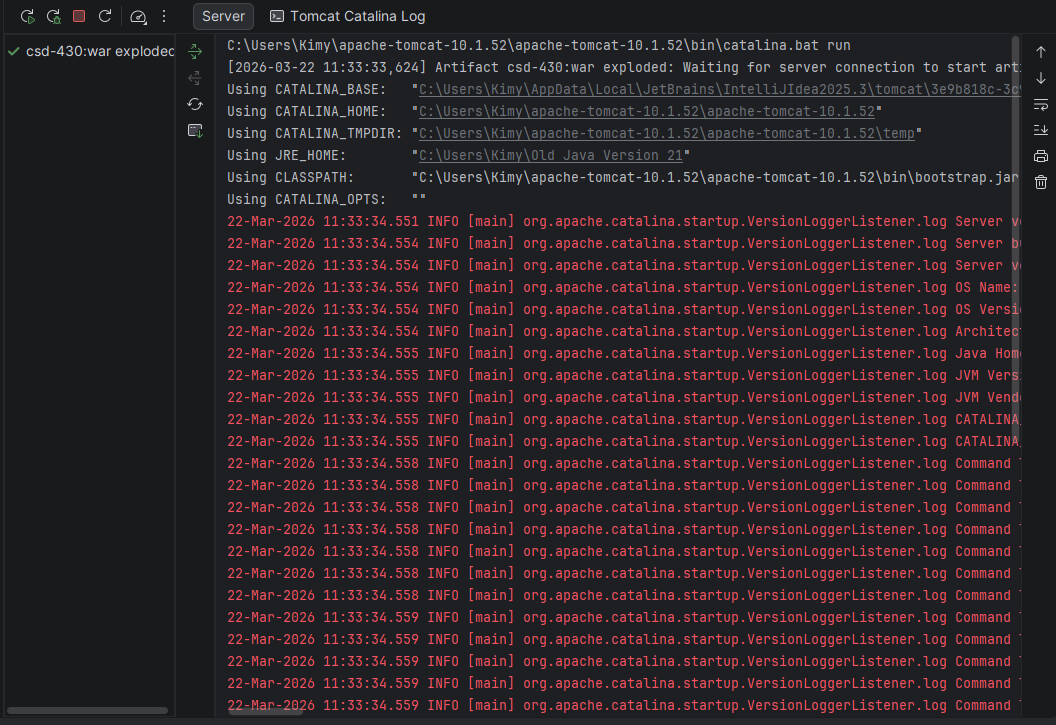 Server
Tomcat Catalina Log
csd-430:war exploded
C:\Users\Kimy\apache-tomcat-10.1.52\apache-tomcat-10.1.52\bin\catalina.bat run
[2026-03-22 11:33:33,624] Artifact csd-430:war exploded: Waiting for server connection to start
Using CATALINA_BASE:   "C:\Users\Kimy\AppData\Local\JetBrains\IntelliJIdea2025.3\tomcat\3e9b818c-
Using CATALINA_HOME:   "C:\Users\Kimy\apache-tomcat-10.1.52\apache-tomcat-10.1.52"
Using CATALINA_TMPDIR: "C:\Users\Kimy\apache-tomcat-10.1.52\apache-tomcat-10.1.52\temp"
Using JRE_HOME:        "C:\Users\Kimy\Old Java Version 21"
Using CLASSPATH:       "C:\Users\Kimy\apache-tomcat-10.1.52\apache-tomcat-10.1.52\bin\bootstrap.jar
Using CATALINA_OPTS:   ""
22-Mar-2026 11:33:34.551 INFO [main] org.apache.catalina.startup.VersionLoggerListener.log Server
22-Mar-2026 11:33:34.554 INFO [main] org.apache.catalina.startup.VersionLoggerListener.log Server
22-Mar-2026 11:33:34.554 INFO [main] org.apache.catalina.startup.VersionLoggerListener.log Server
22-Mar-2026 11:33:34.554 INFO [main] org.apache.catalina.startup.VersionLoggerListener.log OS Name:
22-Mar-2026 11:33:34.554 INFO [main] org.apache.catalina.startup.VersionLoggerListener.log OS
22-Mar-2026 11:33:34.554 INFO [main] org.apache.catalina.startup.VersionLoggerListener.log
22-Mar-2026 11:33:34.555 INFO [main] org.apache.catalina.startup.VersionLoggerListener.log Java
22-Mar-2026 11:33:34.555 INFO [main] org.apache.catalina.startup.VersionLoggerListener.log JVM
22-Mar-2026 11:33:34.555 INFO [main] org.apache.catalina.startup.VersionLoggerListener.log JVM
22-Mar-2026 11:33:34.555 INFO [main] org.apache.catalina.startup.VersionLoggerListener.log CATALINA
22-Mar-2026 11:33:34.555 INFO [main] org.apache.catalina.startup.VersionLoggerListener.log CATALINA
22-Mar-2026 11:33:34.558 INFO [main] org.apache.catalina.startup.VersionLoggerListener.log Command
22-Mar-2026 11:33:34.558 INFO [main] org.apache.catalina.startup.VersionLoggerListener.log Command
22-Mar-2026 11:33:34.558 INFO [main] org.apache.catalina.startup.VersionLoggerListener.log Command
22-Mar-2026 11:33:34.558 INFO [main] org.apache.catalina.startup.VersionLoggerListener.log Command
22-Mar-2026 11:33:34.558 INFO [main] org.apache.catalina.startup.VersionLoggerListener.log Command
22-Mar-2026 11:33:34.558 INFO [main] org.apache.catalina.startup.VersionLoggerListener.log Command
22-Mar-2026 11:33:34.558 INFO [main] org.apache.catalina.startup.VersionLoggerListener.log Command
22-Mar-2026 11:33:34.559 INFO [main] org.apache.catalina.startup.VersionLoggerListener.log Command
22-Mar-2026 11:33:34.559 INFO [main] org.apache.catalina.startup.VersionLoggerListener.log Command
22-Mar-2026 11:33:34.559 INFO [main] org.apache.catalina.startup.VersionLoggerListener.log Command
22-Mar-2026 11:33:34.559 INFO [main] org.apache.catalina.startup.VersionLoggerListener.log Command
22-Mar-2026 11:33:34.559 INFO [main] org.apache.catalina.startup.VersionLoggerListener.log Command